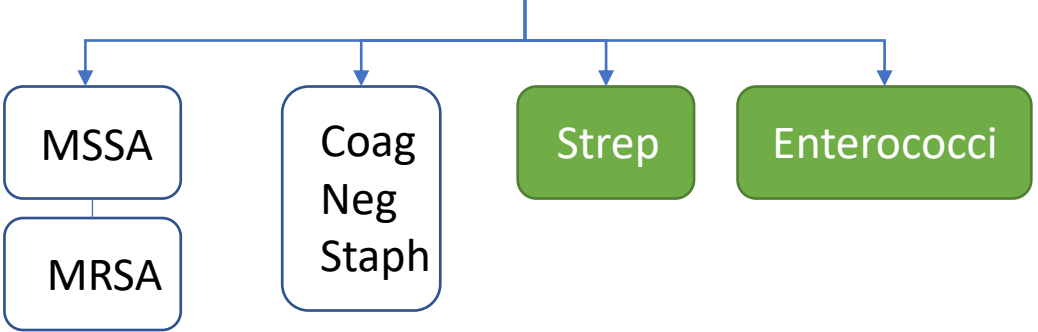 MSSA
MRSA
Coag
Neg
Staph
Strep
Enterococci